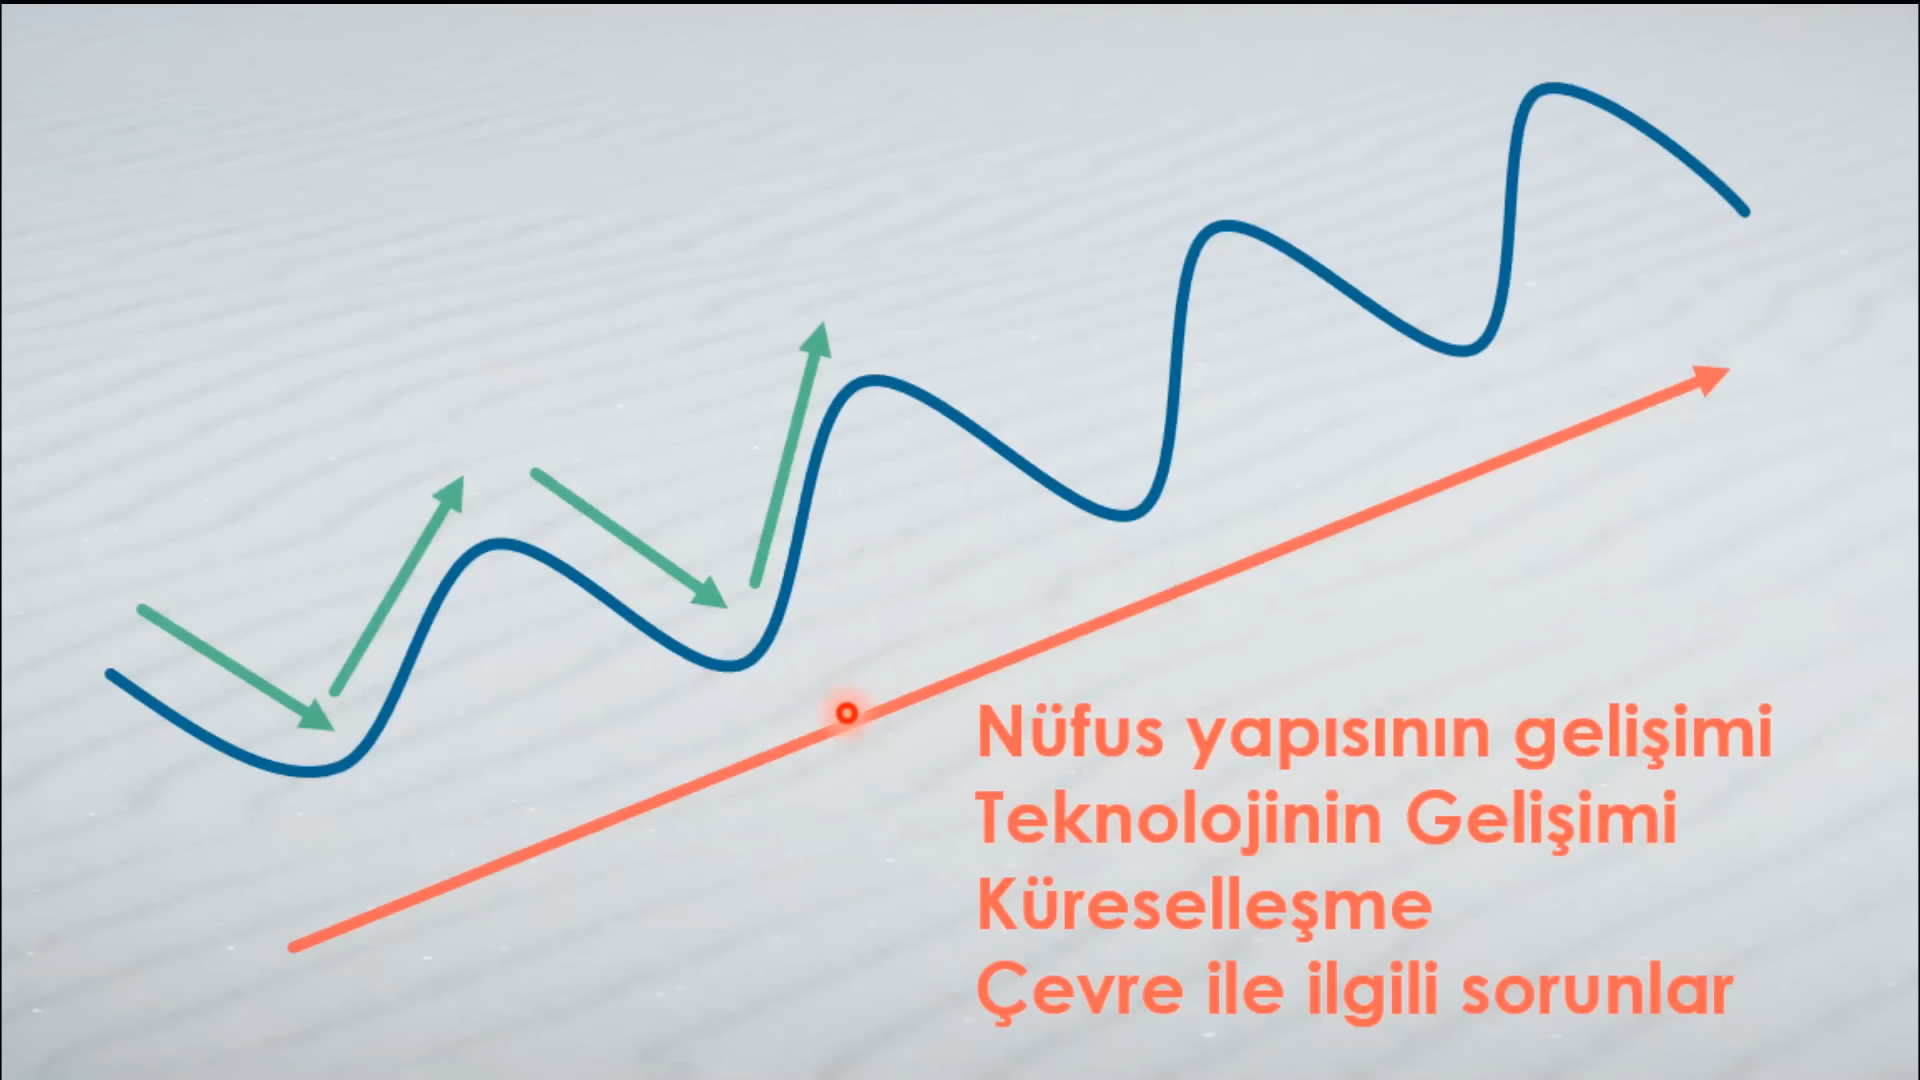 Nüfus yapısının gelişimi
Teknolojinin Gelişimi
Küreselleşme
Çevre ile ilgili sorunlar